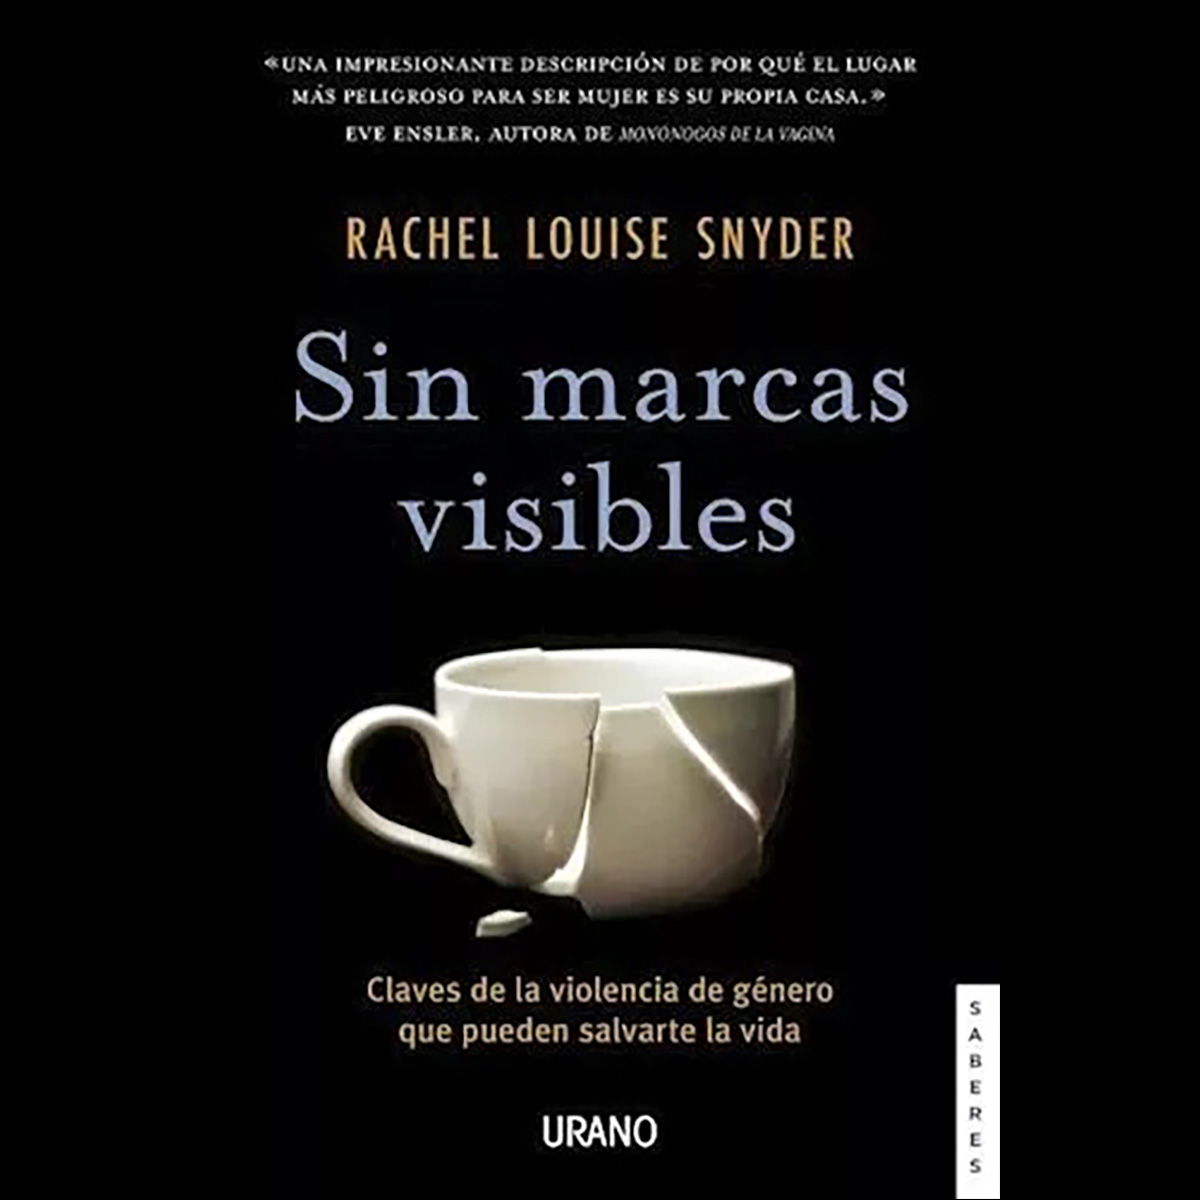 «UNA IMPRESIONANTE DESCRIPCIÓN DE POR QUÉ EL LUGAR
MÁS PELIGROSO PARA SER MUJER ES SU PROPIA CASA.»
EVE ENSLER, AUTORA DE MONÓNOGOS DE LA VAGINA
RACHEL LOUISE SNYDER
Sin marcas
visibles
Claves de la violencia de género
que pueden salvarte la vida
URANO
SABERES